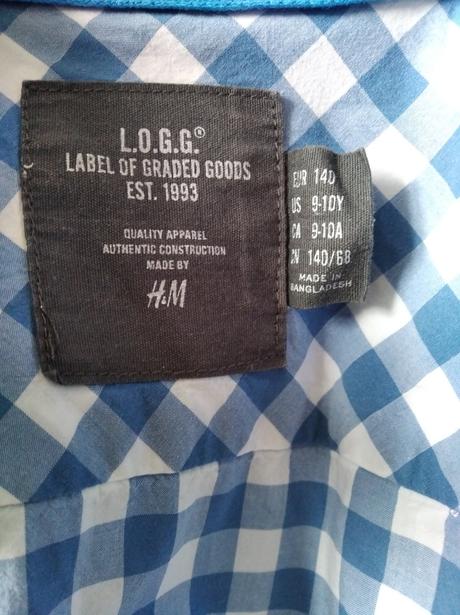 L.O.G.G.®
LABEL OF GRADED GOODS
EST. 1993
QUALITY APPAREL
AUTHENTIC CONSTRUCTION
MADE BY
H&M
EUR 140
US 9-10Y
CA 9-10A
CN 140/68
MADE IN
BANGLADESH